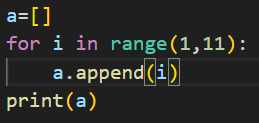 a=[]
for i in range(1,11):
    a.append(i)
print(a)